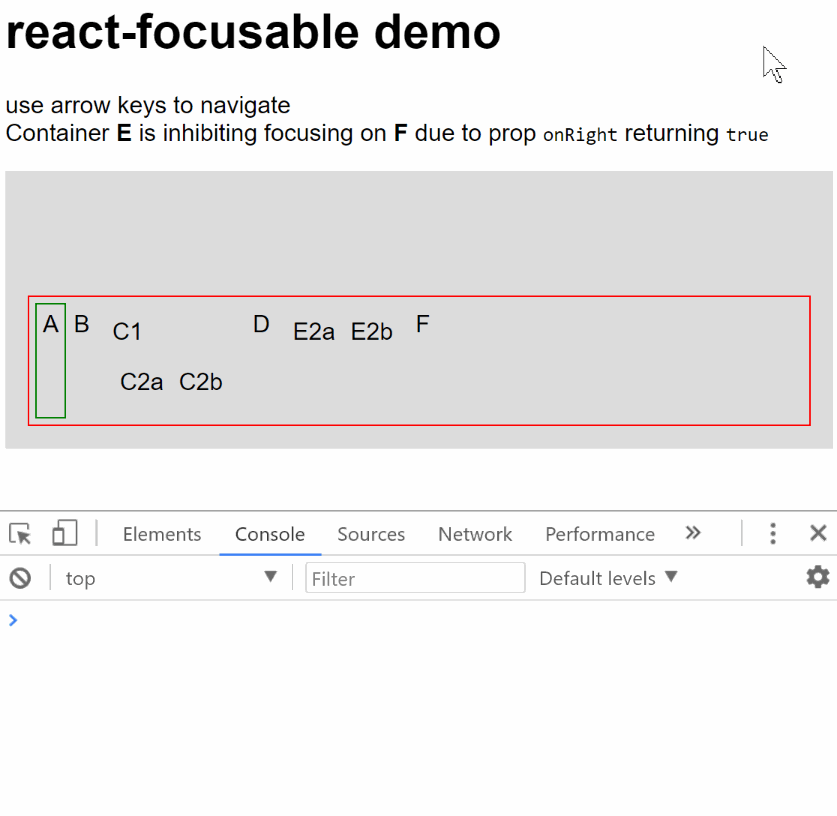 react-focusable demo
use arrow keys to navigate
Container E is inhibiting focusing on F due to prop onRight returning true
A B C1 D E2a E2b F
C2a C2b
Elements Console Sources Network Performance
top Filter Default levels